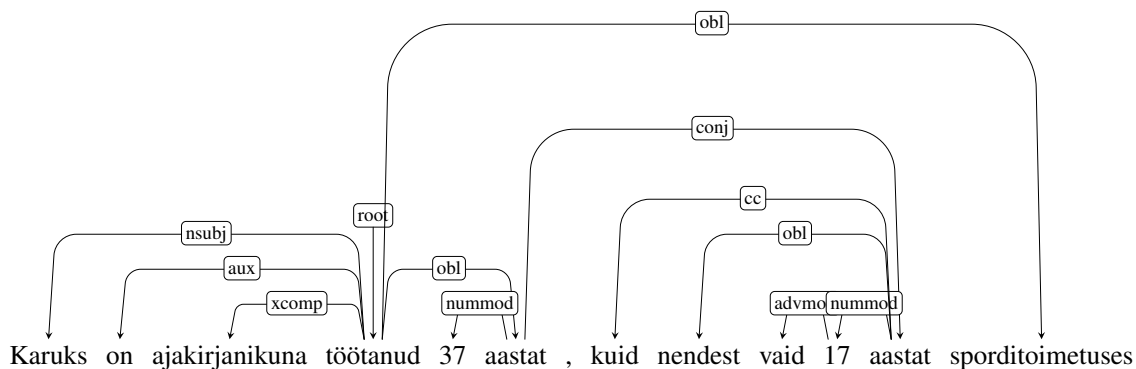 obl
conj
cc
root
nsubj obl
aux obl
xcomp nummod nummod
Karuks on ajakirjanikuna töötanud 37 aastat , kuid nendest vaid 17 aastat sporditoimetuses